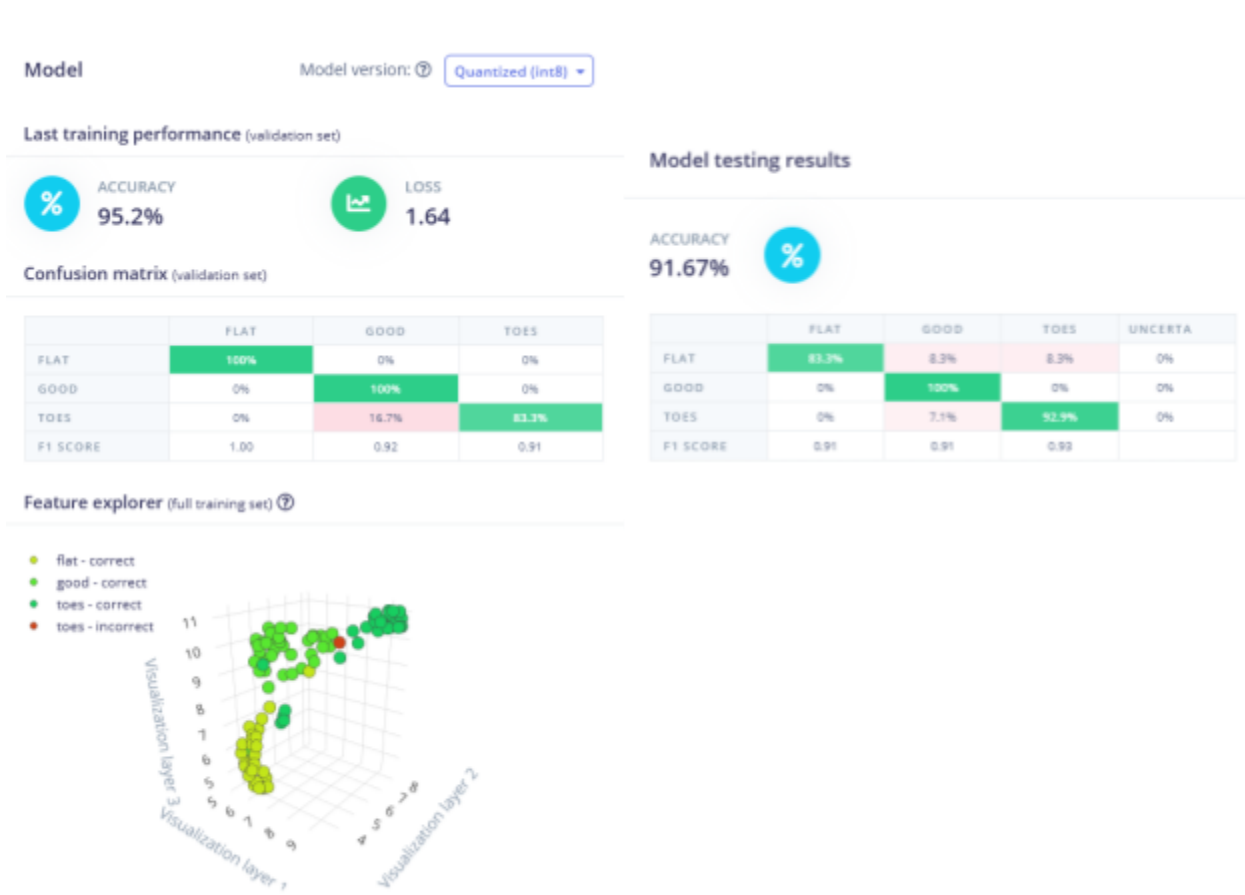 Model
Model version: Quantized (int8)
Last training performance (validation set)
% ACCURACY
95.2%
LOSS
1.64
Confusion matrix (validation set)
FLAT GOOD TOES
FLAT 100% 0% 0%
GOOD 0% 100% 0%
TOES 0% 16.7% 83.3%
F1 SCORE 1.00 0.92 0.91
Feature explorer (full training set)
flat - correct
good - correct
toes - correct
toes - incorrect
11
10
9
8
7
6
5
Visualization layer 3
5 6 7 8 9
Visualization layer 1
4 5 6 7 8
Visualization layer 2
Model testing results
ACCURACY
91.67%
%
FLAT GOOD TOES UNCERTA
FLAT 83.3% 8.3% 8.3% 0%
GOOD 0% 100% 0% 0%
TOES 0% 7.1% 92.9% 0%
F1 SCORE 0.91 0.91 0.93